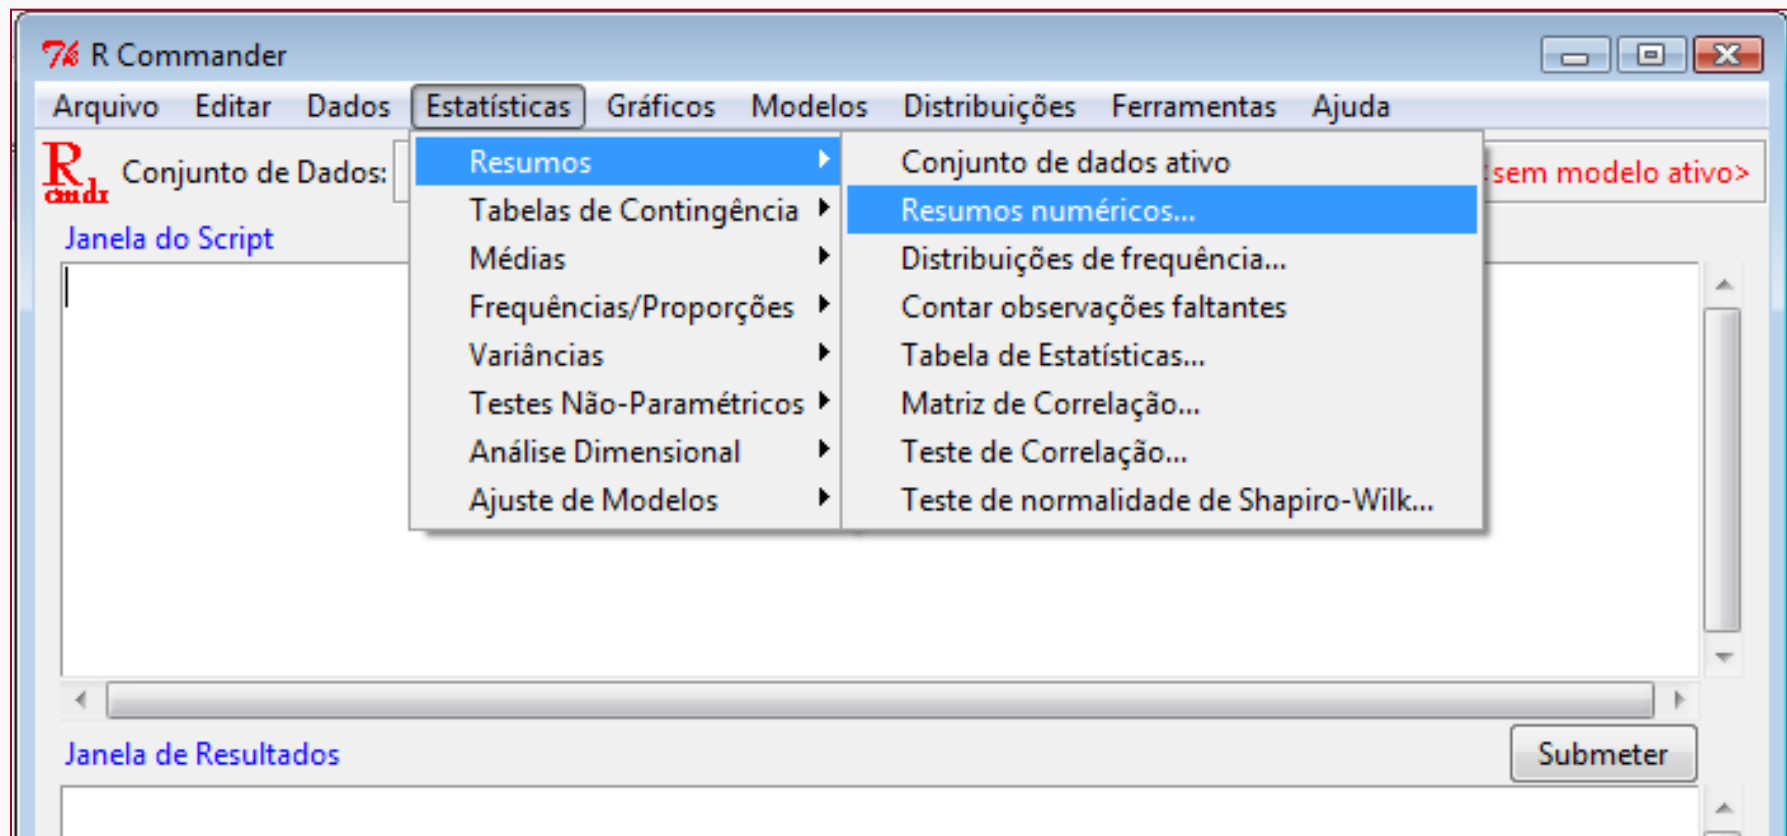 R Commander
Arquivo Editar Dados Estatísticas Gráficos Modelos Distribuições Ferramentas Ajuda
R cmdr Conjunto de Dados: sem modelo ativo>
Resumos
Tabelas de Contingência
Médias
Frequências/Proporções
Variâncias
Testes Não-Paramétricos
Análise Dimensional
Ajuste de Modelos
Conjunto de dados ativo
Resumos numéricos...
Distribuições de frequência...
Contar observações faltantes
Tabela de Estatísticas...
Matriz de Correlação...
Teste de Correlação...
Teste de normalidade de Shapiro-Wilk...
Janela do Script
Janela de Resultados Submeter